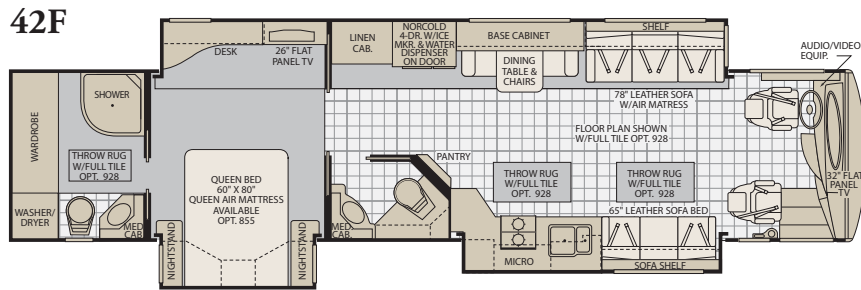 42F
WARDROBE
WASHER/
DRYER
SHOWER
THROW RUG
W/FULL TILE
OPT. 928
MED
CAB.
DESK
26" FLAT
PANEL TV
QUEEN BED
60" X 80"
QUEEN AIR MATTRESS
AVAILABLE
OPT. 855
NIGHTSTAND
NIGHTSTAND
LINEN
CAB.
NORCOLD
4-DR. W/ICE
MKR. & WATER
DISPENSER
ON DOOR
MED
CAB.
PANTRY
BASE CABINET
DINING
TABLE &
CHAIRS
SHELF
78" LEATHER SOFA
W/AIR MATRESS
FLOOR PLAN SHOWN
W/FULL TILE OPT. 928
THROW RUG
W/FULL TILE
OPT. 928
THROW RUG
W/FULL TILE
OPT. 928
MICRO
65" LEATHER SOFA BED
SOFA SHELF
AUDIO/VIDEO
EQUIP.
32" FLAT
PANEL
TV